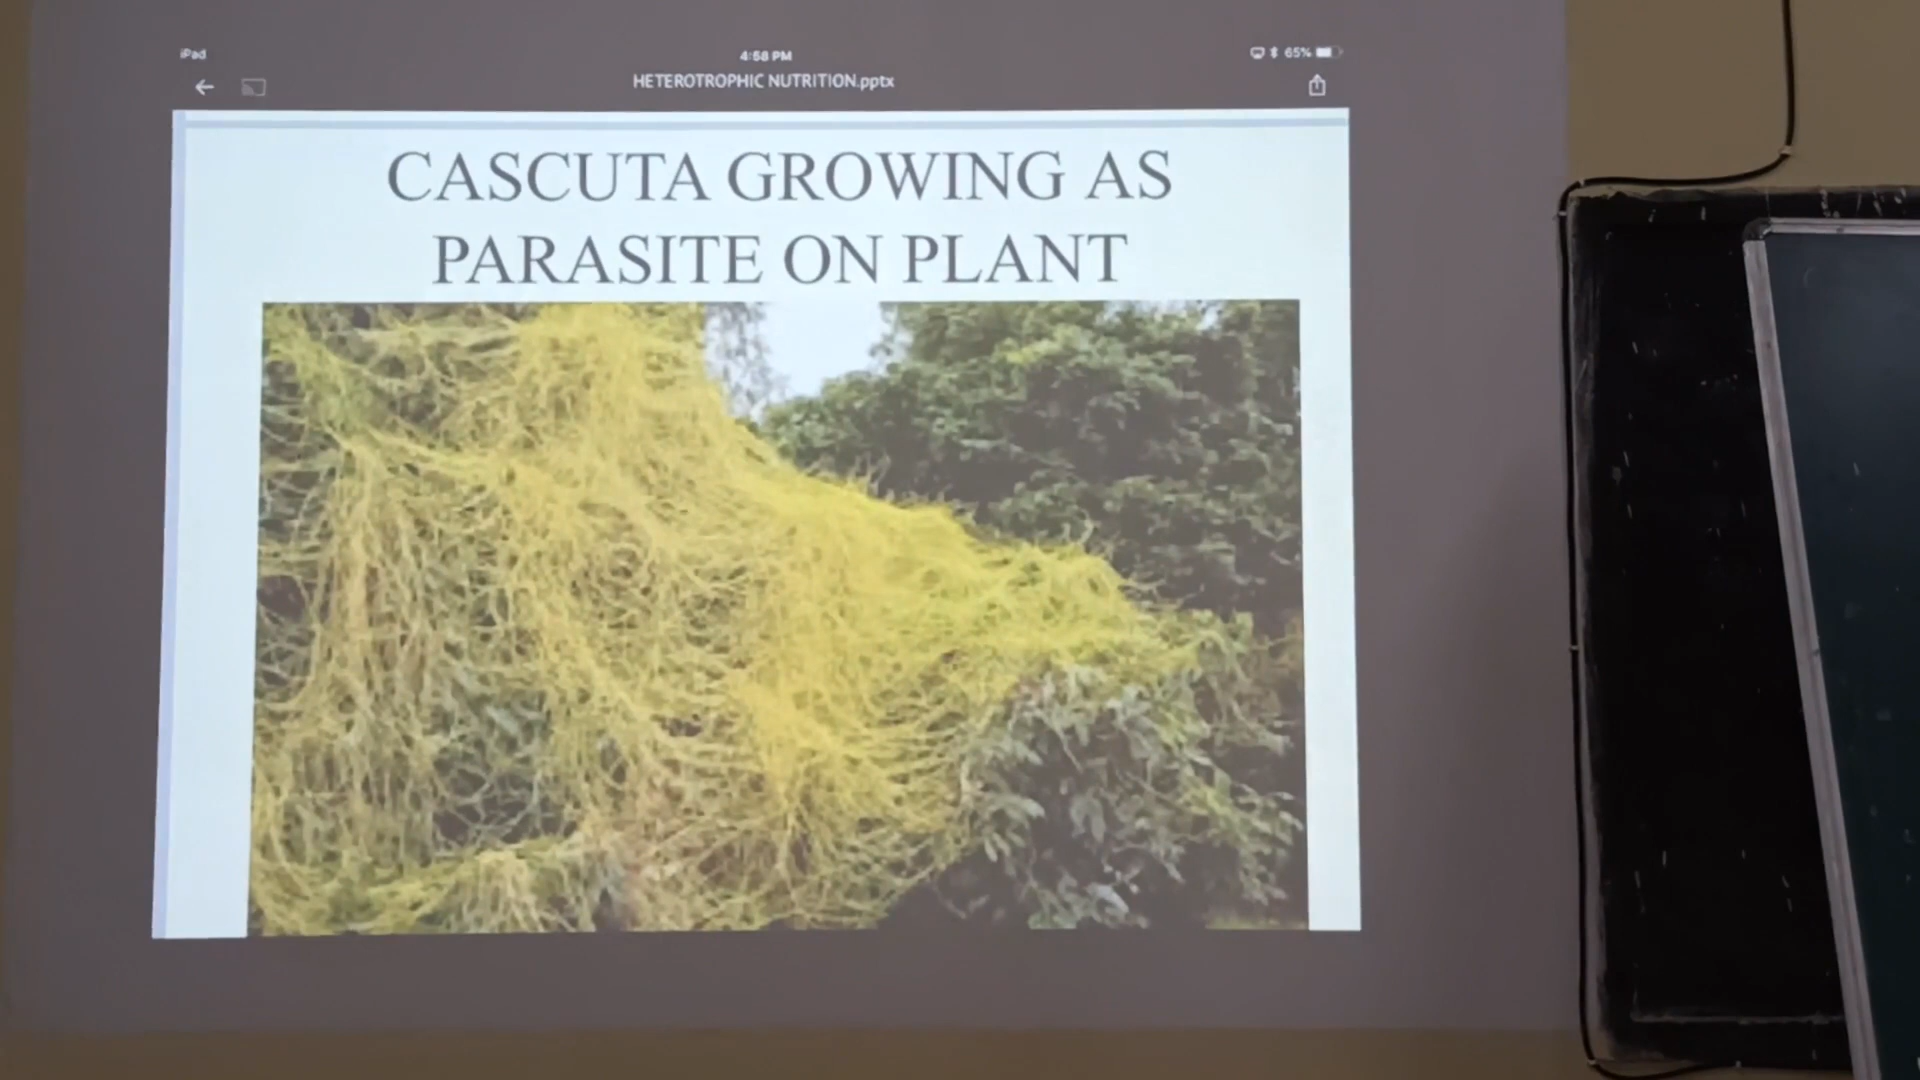 iPad
4:58 PM
65%
HETEROTROPHIC NUTRITION.pptx
CASCUTA GROWING AS
PARASITE ON PLANT